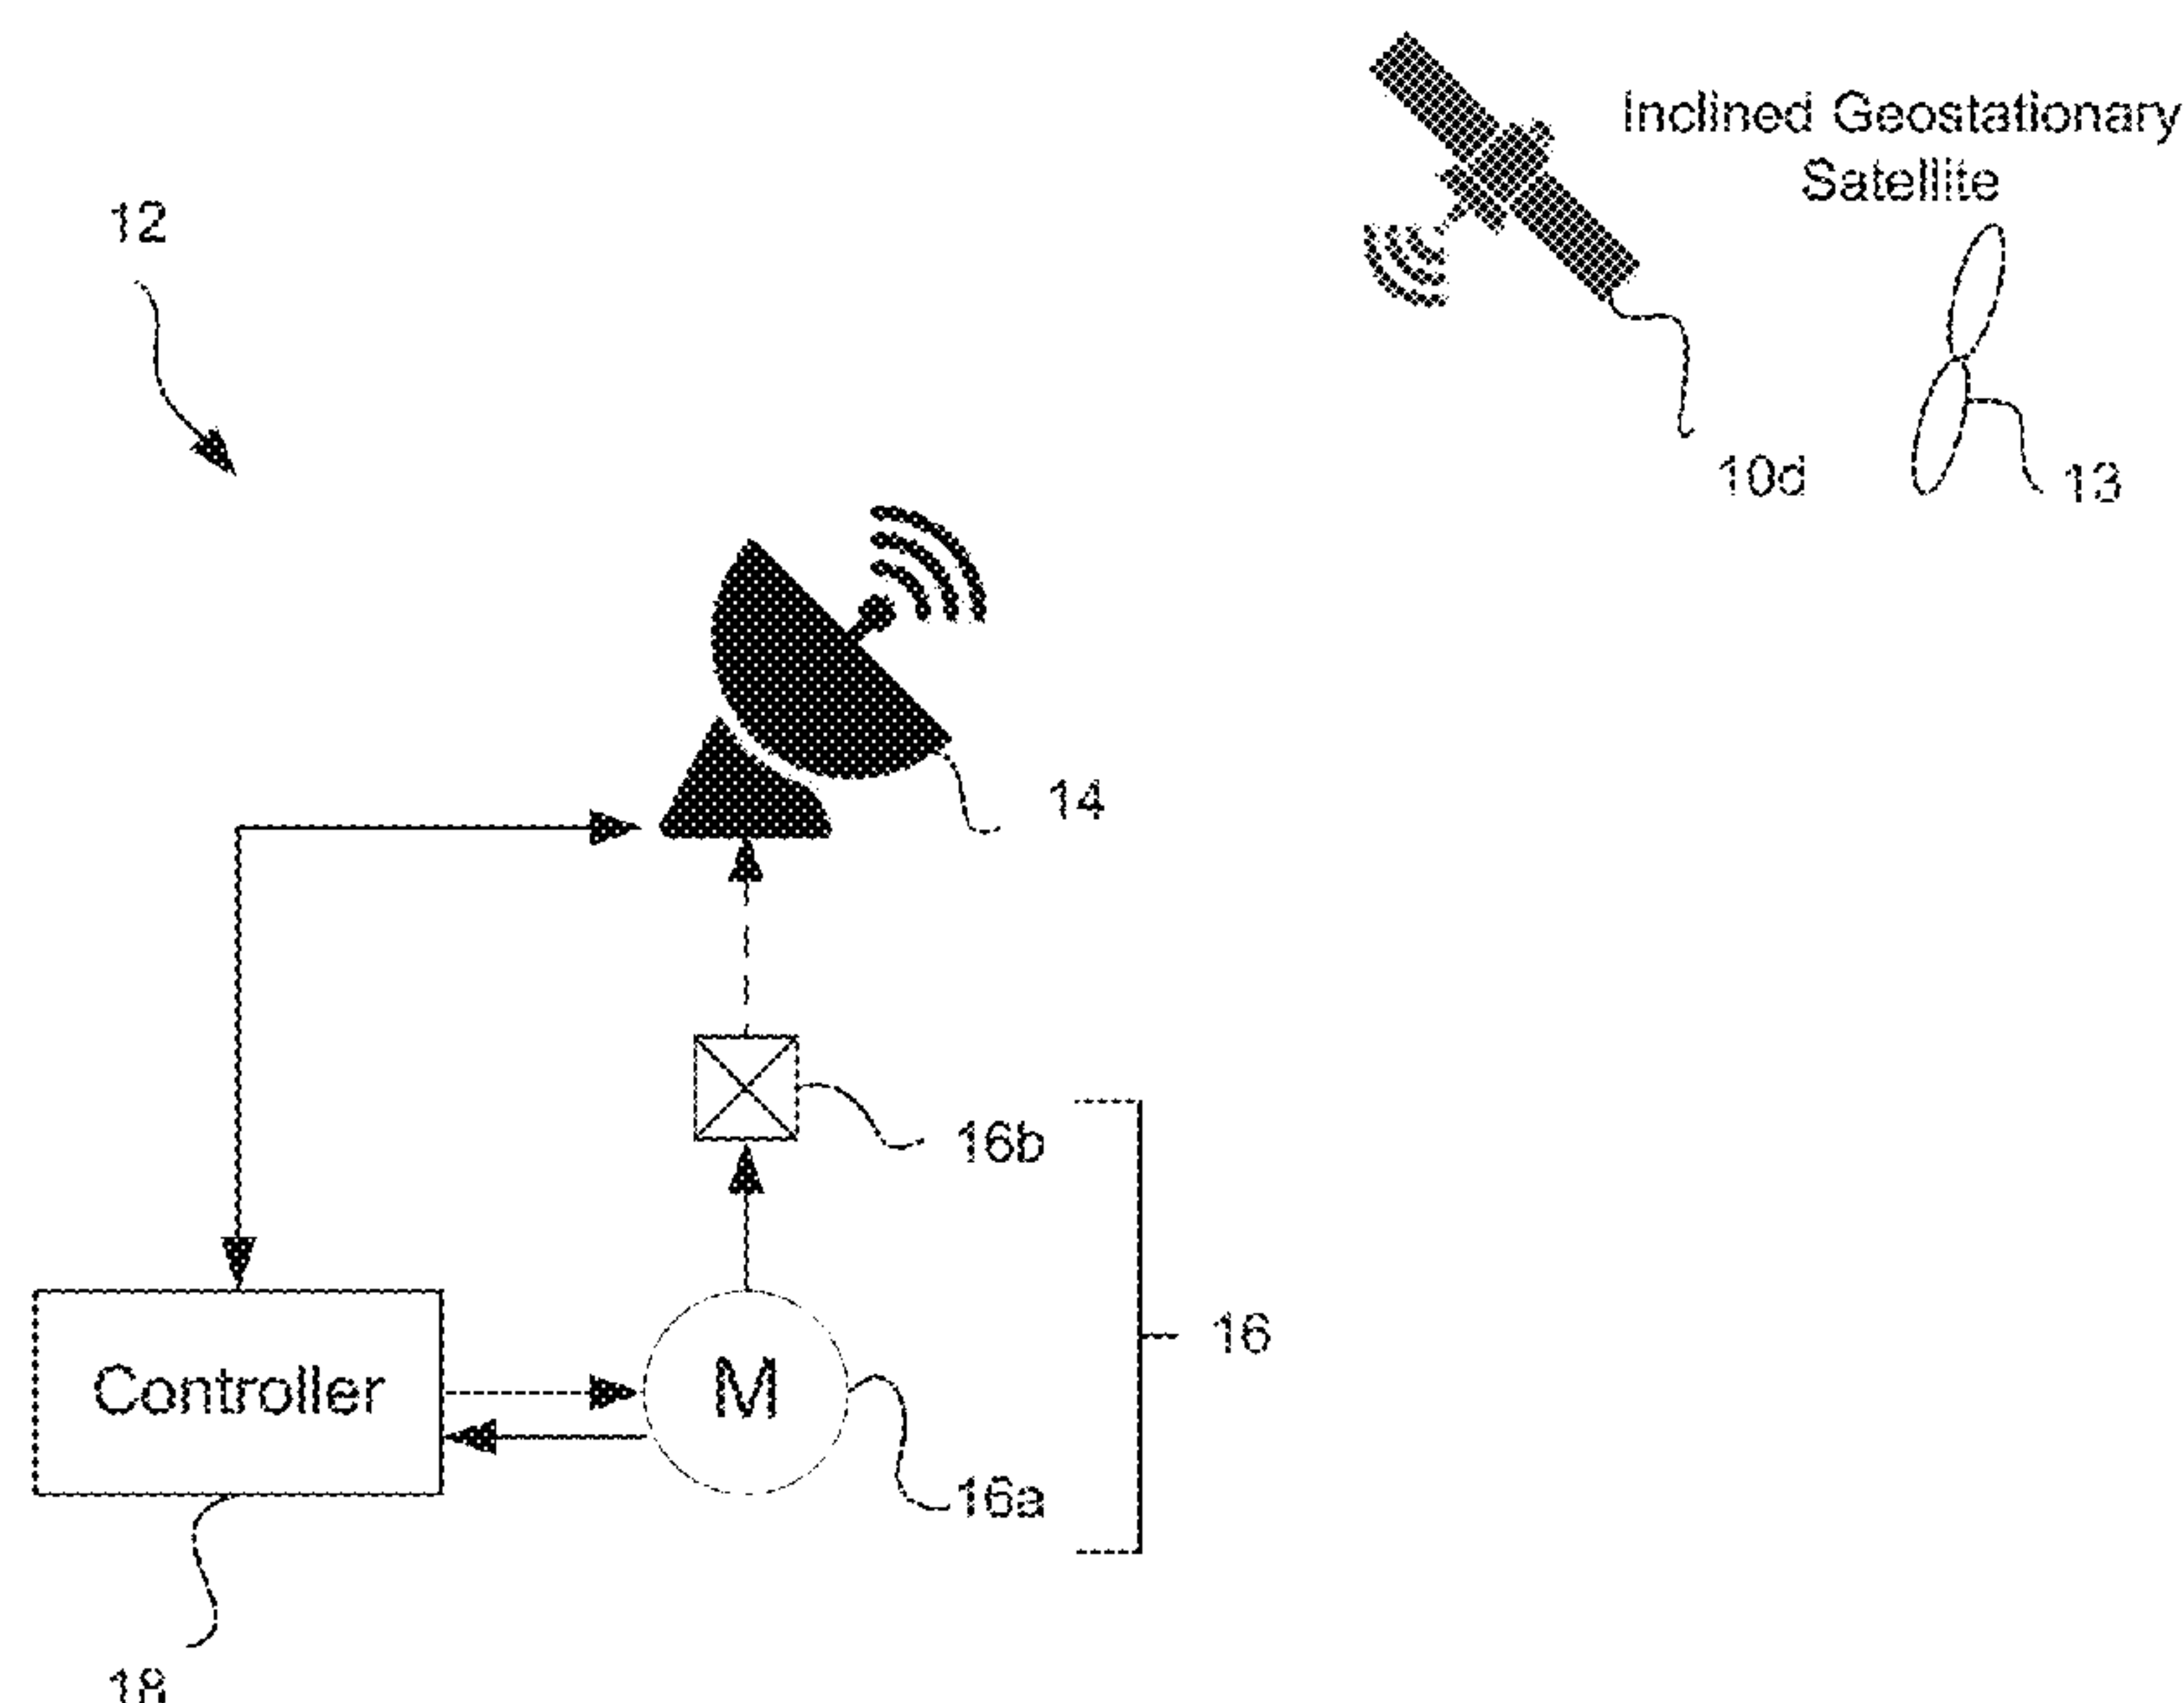 Inclined Geostationary
Satellite
12
10d
13
14
16b
16
Controller
M
16a
18